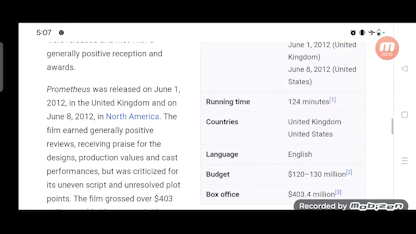 5:07
generally positive reception and
awards.
Prometheus was released on June 1,
2012, in the United Kingdom and on
June 8, 2012, in North America. The
film earned generally positive
reviews, receiving praise for the
designs, production values and cast
performances, but was criticized for
its uneven script and unresolved plot
points. The film grossed over $403
June 1, 2012 (United
Kingdom)
June 8, 2012 (United
States)
Running time 124 minutes[1]
Countries United Kingdom
United States
Language English
Budget $120–130 million[2]
Box office $403.4 million[3]
Recorded by Mobizen